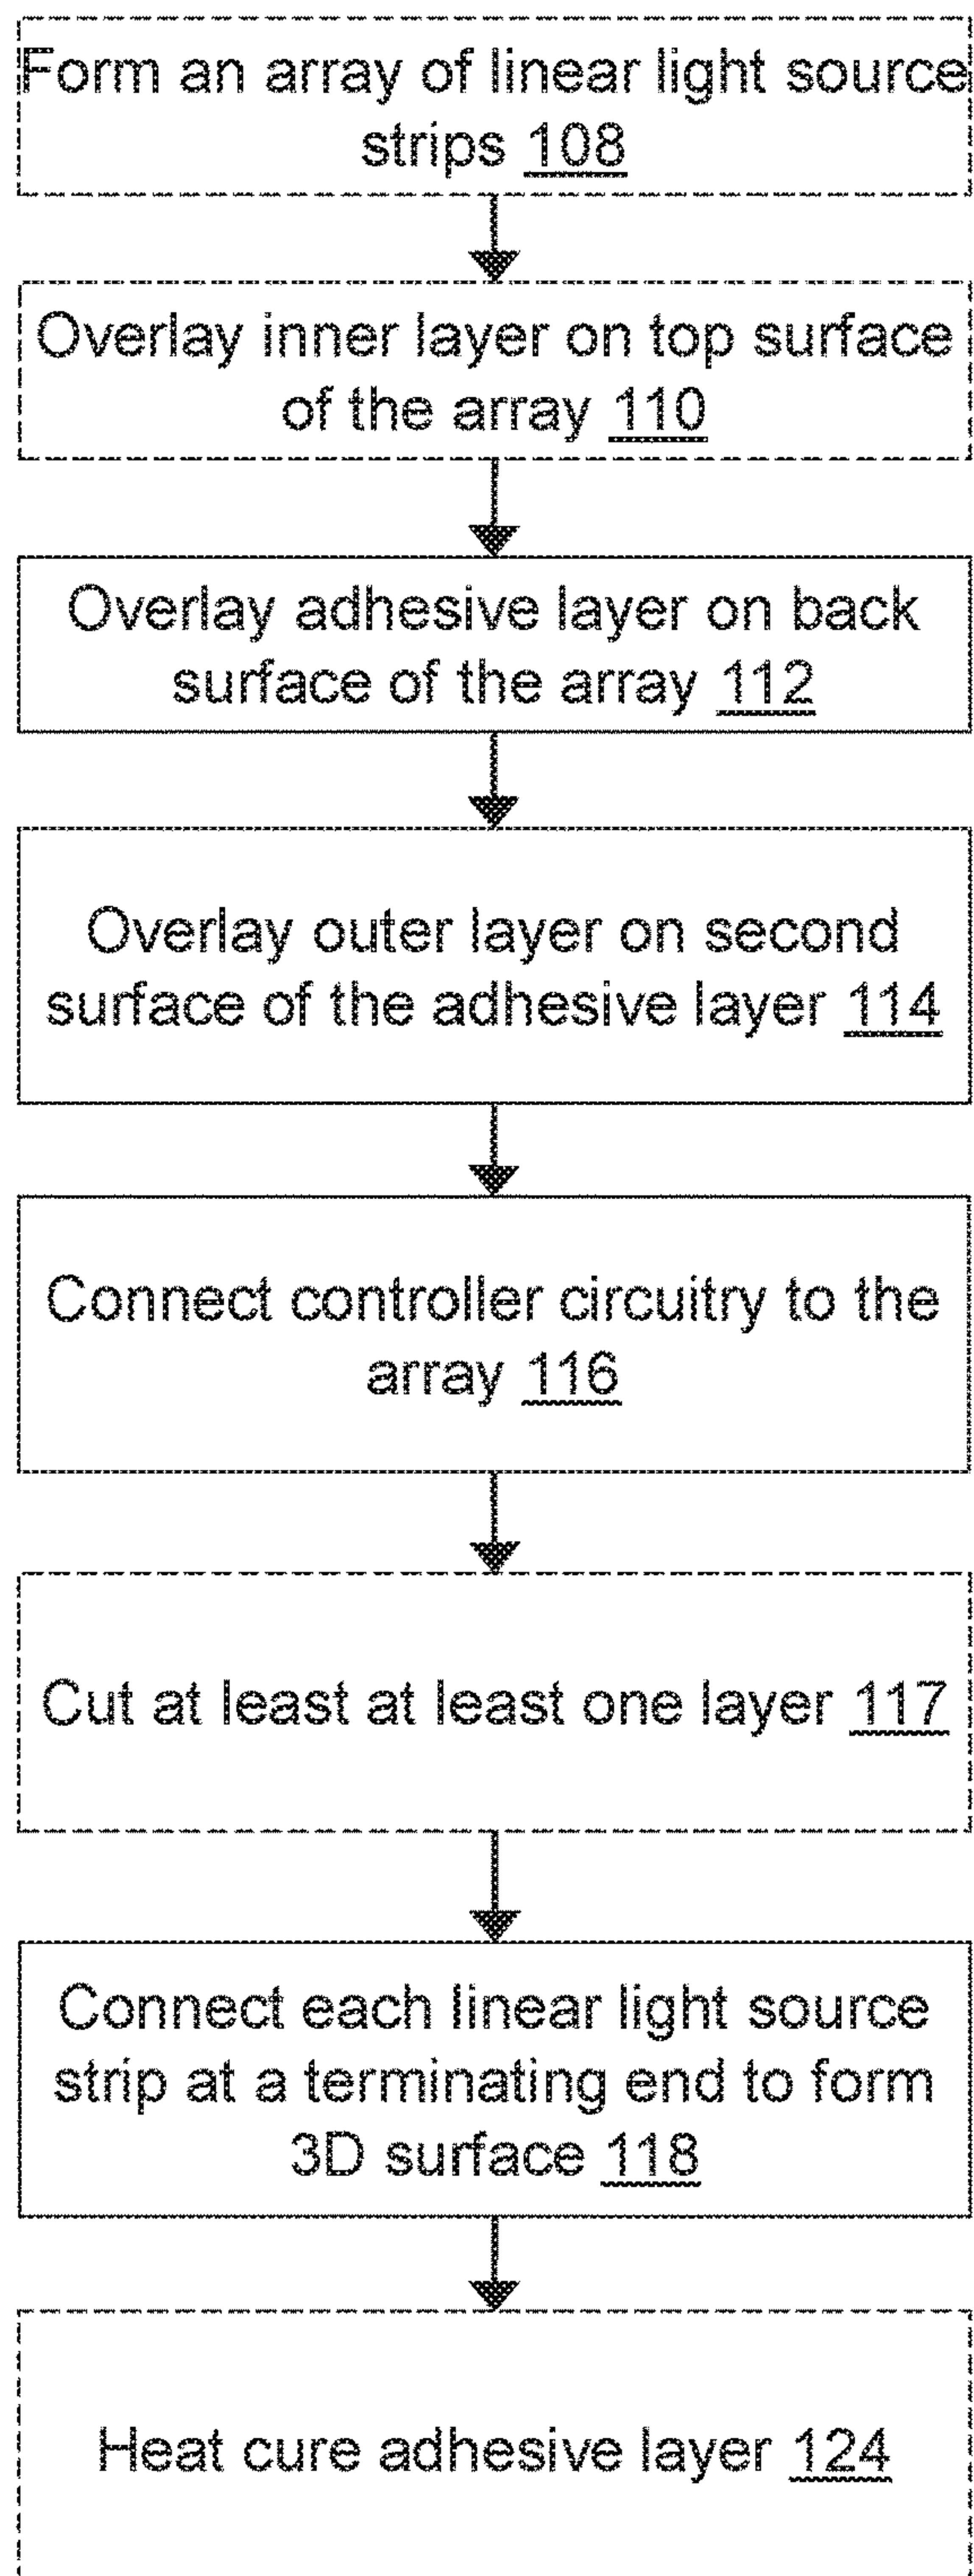 Form an array of linear light source
strips 108
Overlay inner layer on top surface
of the array 110
Overlay adhesive layer on back
surface of the array 112
Overlay outer layer on second
surface of the adhesive layer 114
Connect controller circuitry to the
array 116
Cut at least at least one layer 117
Connect each linear light source
strip at a terminating end to form
3D surface 118
Heat cure adhesive layer 124